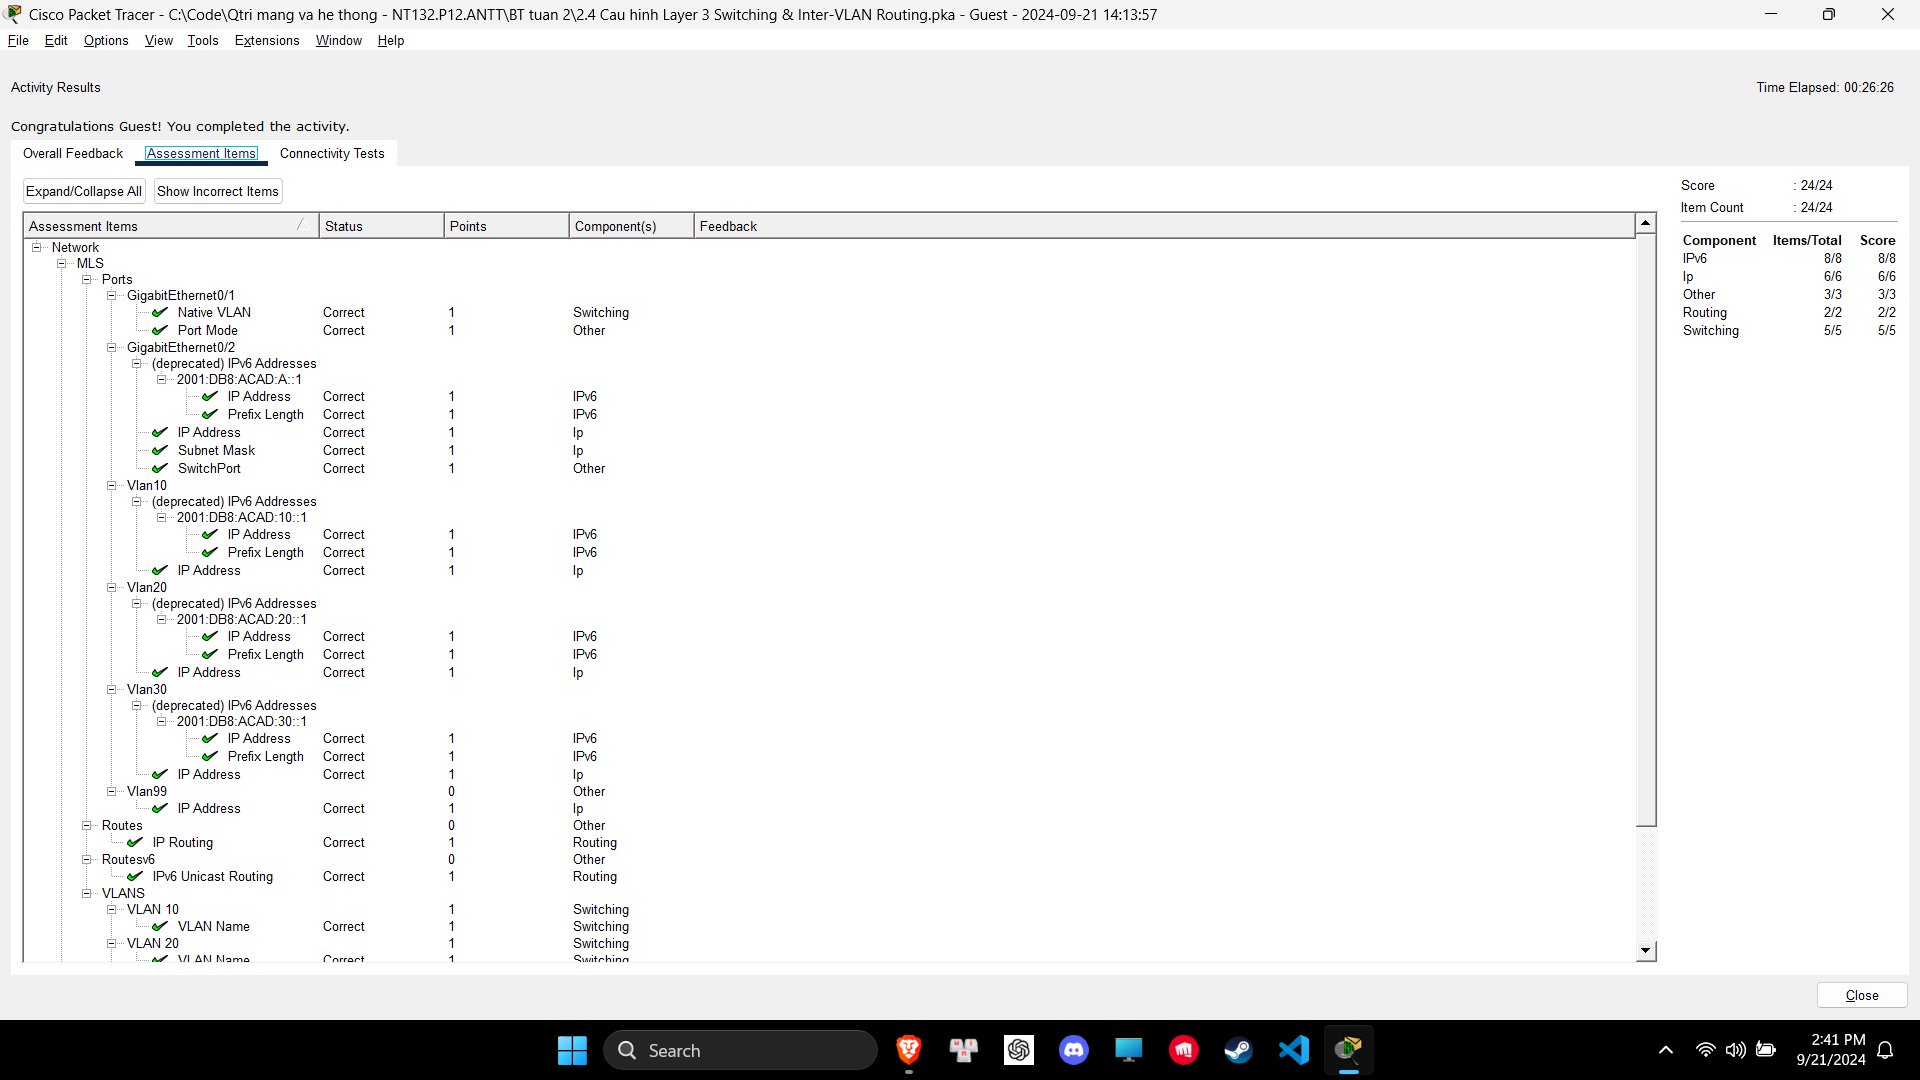 Cisco Packet Tracer - C:\Code\Qtri mang va he thong - NT132.P12.ANTT\BT tuan 2\2.4 Cau hinh Layer 3 Switching & Inter-VLAN Routing.pka - Guest - 2024-09-21 14:13:57
File Edit Options View Tools Extensions Window Help
Activity Results Time Elapsed: 00:26:26
Congratulations Guest! You completed the activity.
Overall Feedback Assessment Items Connectivity Tests
Expand/Collapse All Show Incorrect Items
Assessment Items Status Points Component(s) Feedback
Network
MLS
Ports
GigabitEthernet0/1
Native VLAN Correct 1 Switching
Port Mode Correct 1 Other
GigabitEthernet0/2
(deprecated) IPv6 Addresses
2001:DB8:ACAD:A::1
IP Address Correct 1 IPv6
Prefix Length Correct 1 IPv6
IP Address Correct 1 Ip
Subnet Mask Correct 1 Ip
SwitchPort Correct 1 Other
Vlan10
(deprecated) IPv6 Addresses
2001:DB8:ACAD:10::1
IP Address Correct 1 IPv6
Prefix Length Correct 1 IPv6
IP Address Correct 1 Ip
Vlan20
(deprecated) IPv6 Addresses
2001:DB8:ACAD:20::1
IP Address Correct 1 IPv6
Prefix Length Correct 1 IPv6
IP Address Correct 1 Ip
Vlan30
(deprecated) IPv6 Addresses
2001:DB8:ACAD:30::1
IP Address Correct 1 IPv6
Prefix Length Correct 1 IPv6
IP Address Correct 1 Ip
Vlan99 0 Other
IP Address Correct 1 Ip
Routes 0 Other
IP Routing Correct 1 Routing
Routesv6 0 Other
IPv6 Unicast Routing Correct 1 Routing
VLANS
VLAN 10 1 Switching
VLAN Name Correct 1 Switching
VLAN 20 1 Switching
VLAN Name Correct 1 Switching
Score : 24/24
Item Count : 24/24
Component Items/Total Score
IPv6 8/8 8/8
Ip 6/6 6/6
Other 3/3 3/3
Routing 2/2 2/2
Switching 5/5 5/5
Close
Search
2:41 PM
9/21/2024